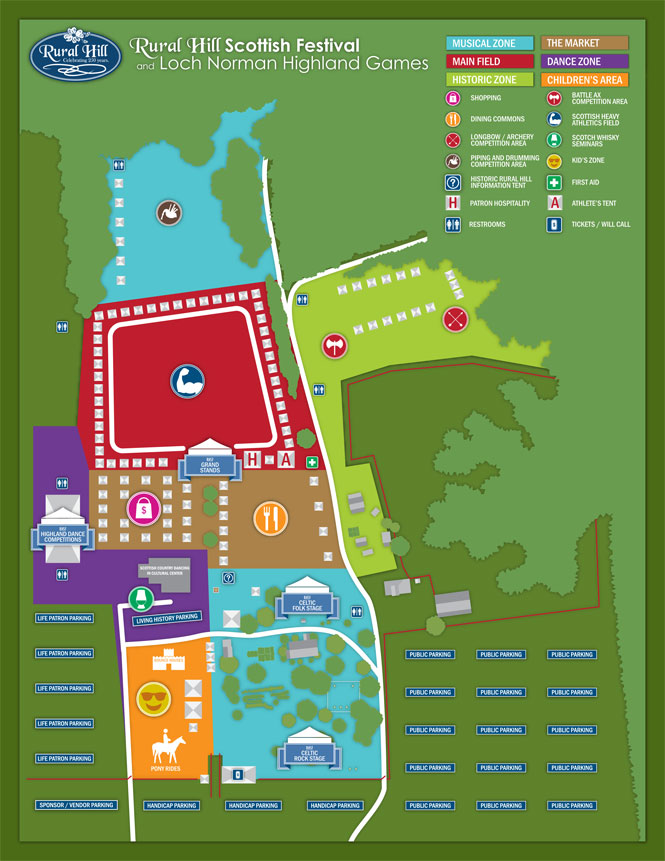 Rural Hill
Celebrating 250 years.
Rural Hill Scottish Festival
and Loch Norman Highland Games
MUSICAL ZONE
THE MARKET
MAIN FIELD
DANCE ZONE
HISTORIC ZONE
CHILDREN'S AREA
SHOPPING
BATTLE AX
COMPETITION AREA
DINING COMMONS
SCOTTISH HEAVY
ATHLETICS FIELD
LONGBOW / ARCHERY
COMPETITION AREA
SCOTCH WHISKY
SEMINARS
PIPING AND DRUMMING
COMPETITION AREA
KID'S ZONE
HISTORIC RURAL HILL
INFORMATION TENT
FIRST AID
H PATRON HOSPITALITY
A ATHLETE'S TENT
RESTROOMS
TICKETS / WILL CALL
GRAND
STANDS
H
A
$
HIGHLAND DANCE
COMPETITIONS
SCOTTISH COUNTRY DANCING
IN CULTURAL CENTER
?
CELTIC
FOLK STAGE
LIVING HISTORY PARKING
LIFE PATRON PARKING
LIFE PATRON PARKING
LIFE PATRON PARKING
LIFE PATRON PARKING
LIFE PATRON PARKING
PONY RIDES
CELTIC
ROCK STAGE
PUBLIC PARKING
PUBLIC PARKING
PUBLIC PARKING
PUBLIC PARKING
PUBLIC PARKING
PUBLIC PARKING
PUBLIC PARKING
PUBLIC PARKING
PUBLIC PARKING
PUBLIC PARKING
PUBLIC PARKING
PUBLIC PARKING
SPONSOR / VENDOR PARKING
HANDICAP PARKING
HANDICAP PARKING
HANDICAP PARKING
PUBLIC PARKING
PUBLIC PARKING
PUBLIC PARKING